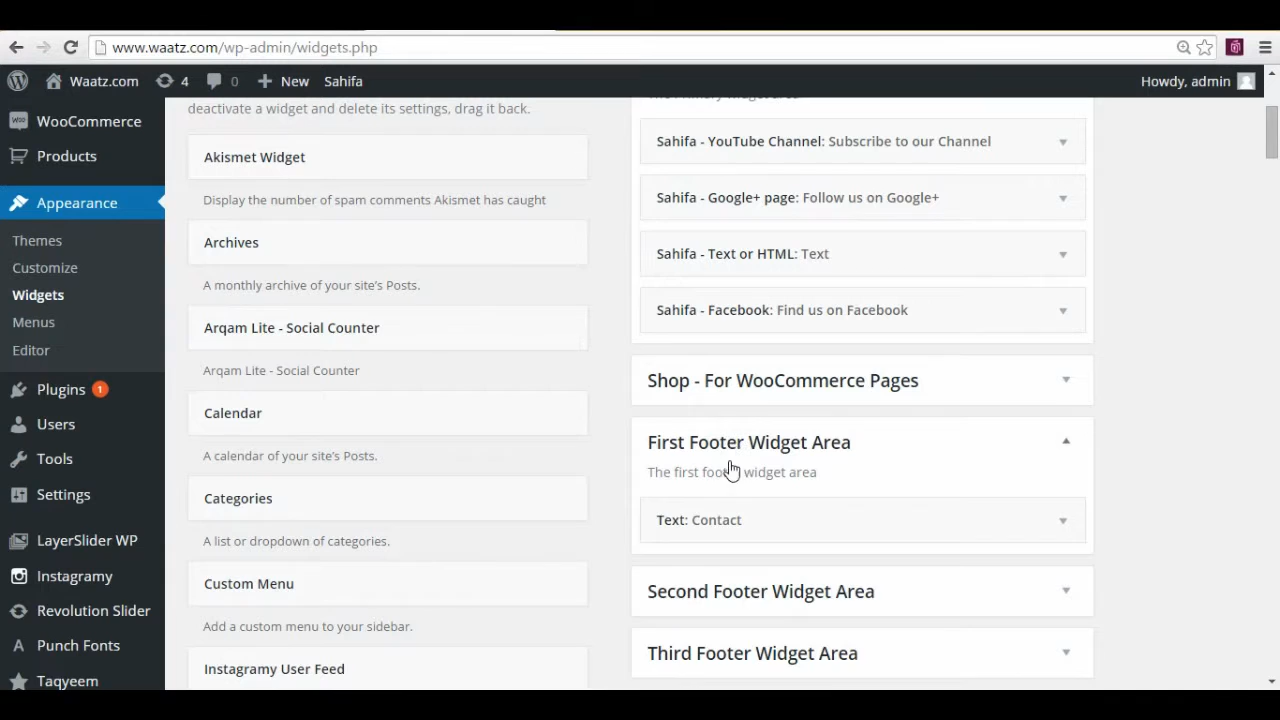 www.waatz.com/wp-admin/widgets.php
Waatz.com 4 0 New Sahifa
Howdy, admin
WooCommerce
Products
Appearance
Themes
Customize
Widgets
Menus
Editor
Plugins 1
Users
Tools
Settings
LayerSlider WP
Instagramy
Revolution Slider
Punch Fonts
Taqyeem
deactivate a widget and delete its settings, drag it back.
Akismet Widget
Display the number of spam comments Akismet has caught
Archives
A monthly archive of your site's Posts.
Arqam Lite - Social Counter
Arqam Lite - Social Counter
Calendar
A calendar of your site's Posts.
Categories
A list or dropdown of categories.
Custom Menu
Add a custom menu to your sidebar.
Instagramy User Feed
Sahifa - YouTube Channel: Subscribe to our Channel
Sahifa - Google+ page: Follow us on Google+
Sahifa - Text or HTML: Text
Sahifa - Facebook: Find us on Facebook
Shop - For WooCommerce Pages
First Footer Widget Area
The first footer widget area
Text: Contact
Second Footer Widget Area
Third Footer Widget Area